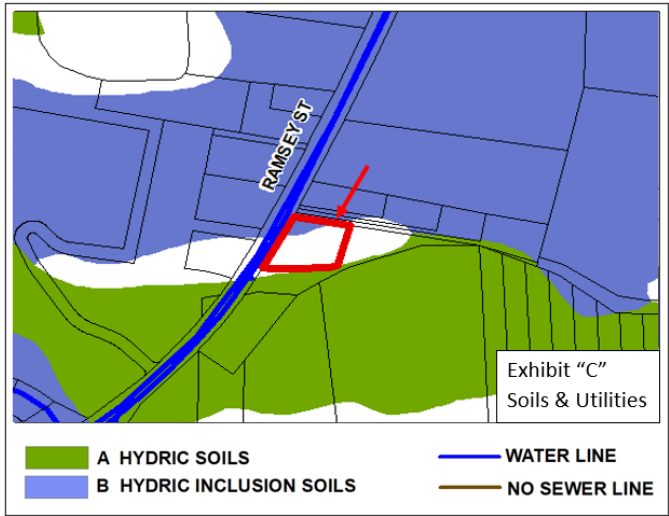 RAMSEY ST
Exhibit “C”
Soils & Utilities
A HYDRIC SOILS
B HYDRIC INCLUSION SOILS
WATER LINE
NO SEWER LINE